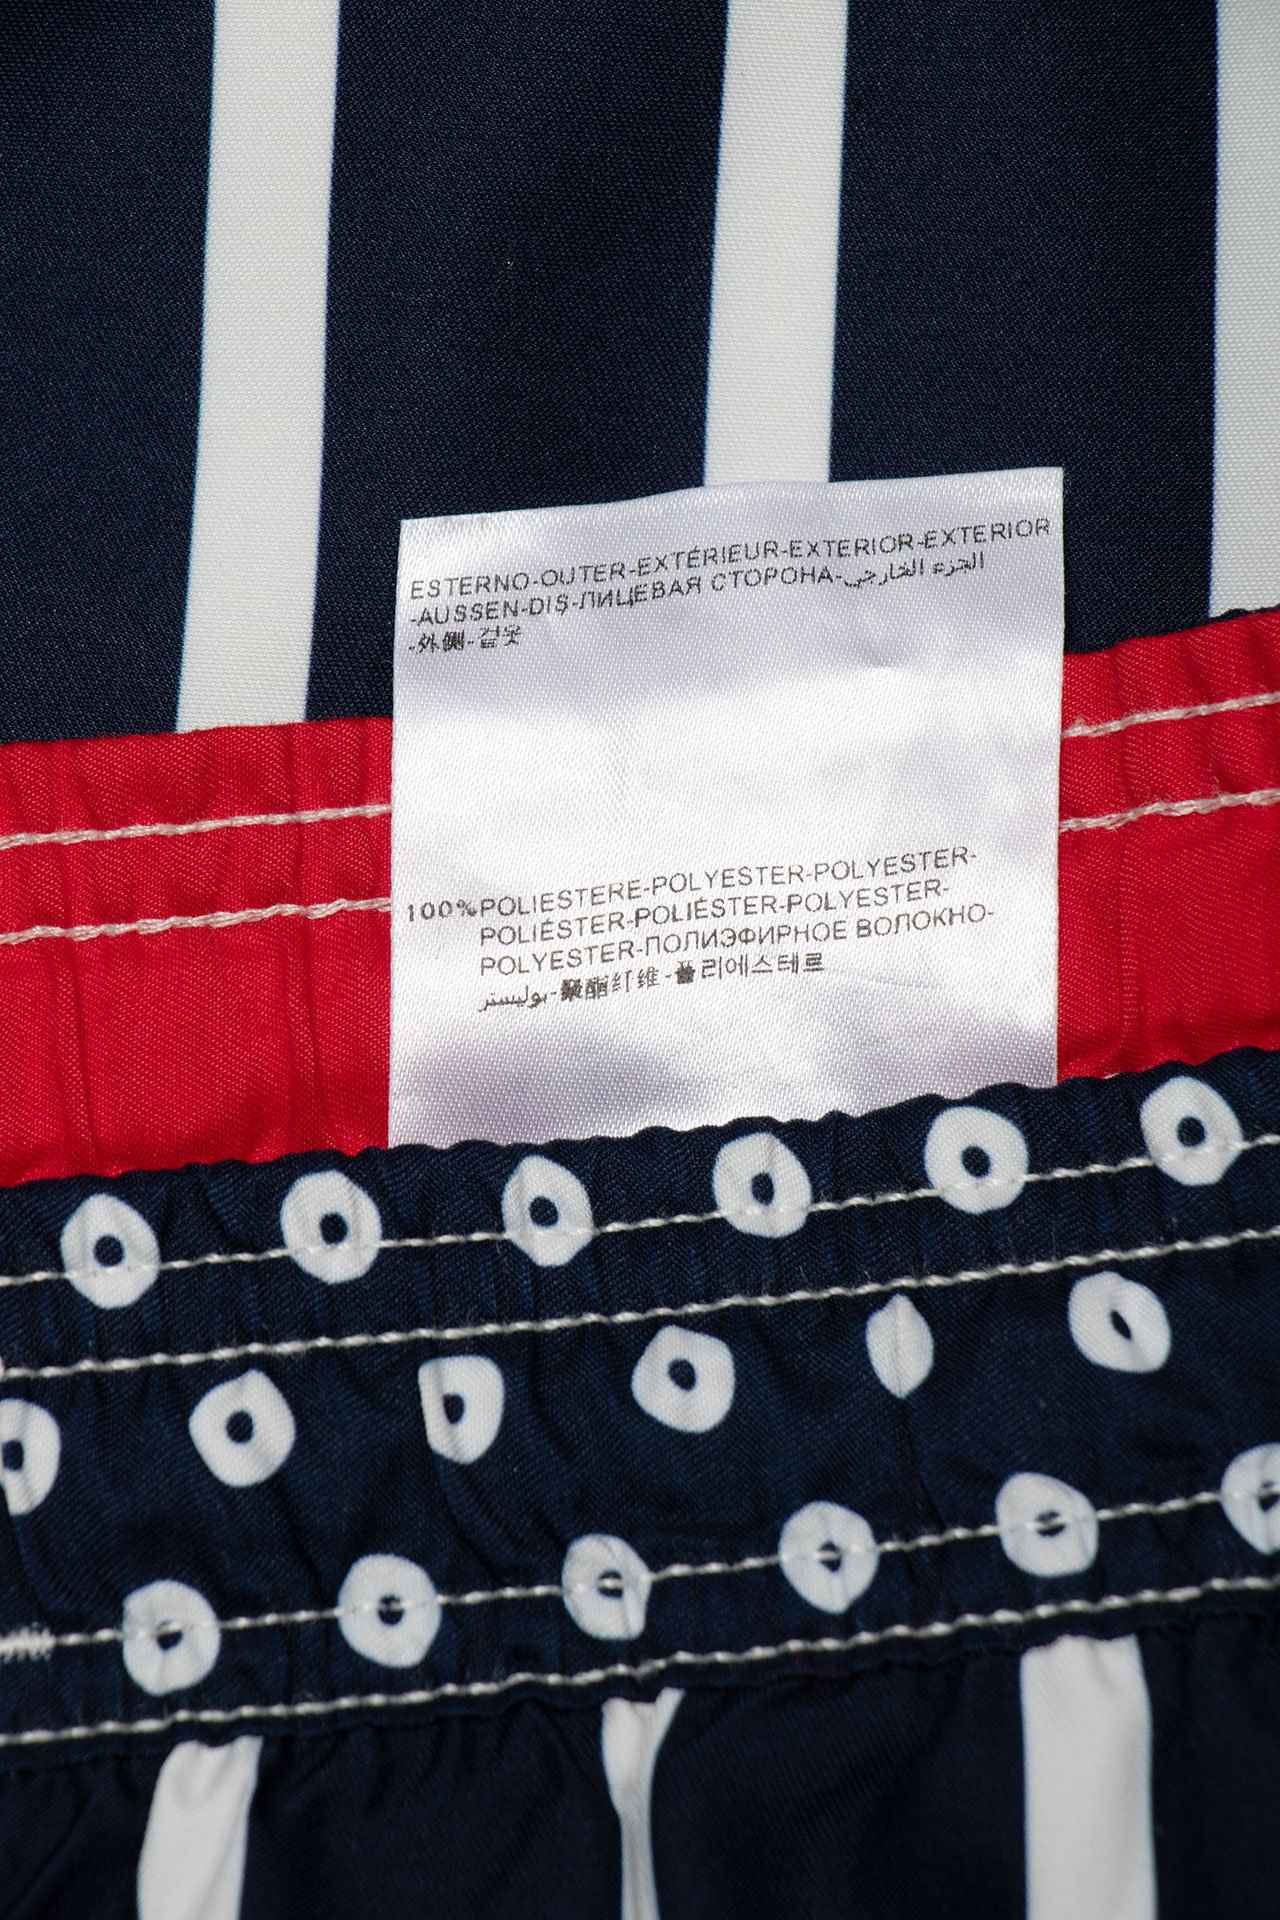 ESTERNO-OUTER-EXTÉRIEUR-EXTERIOR-EXTERIOR
-AUSSEN-DIŞ-ЛИЦЕВАЯ СТОРОНА-الجزء الخارجي
-外侧-겉옷
100%POLIESTERE-POLYESTER-POLYESTER-
POLIÉSTER-POLIÉSTER-POLYESTER-
POLYESTER-ПОЛИЭФИРНОЕ ВОЛОКНО-
بوليستر-聚酯纤维-폴리에스테르